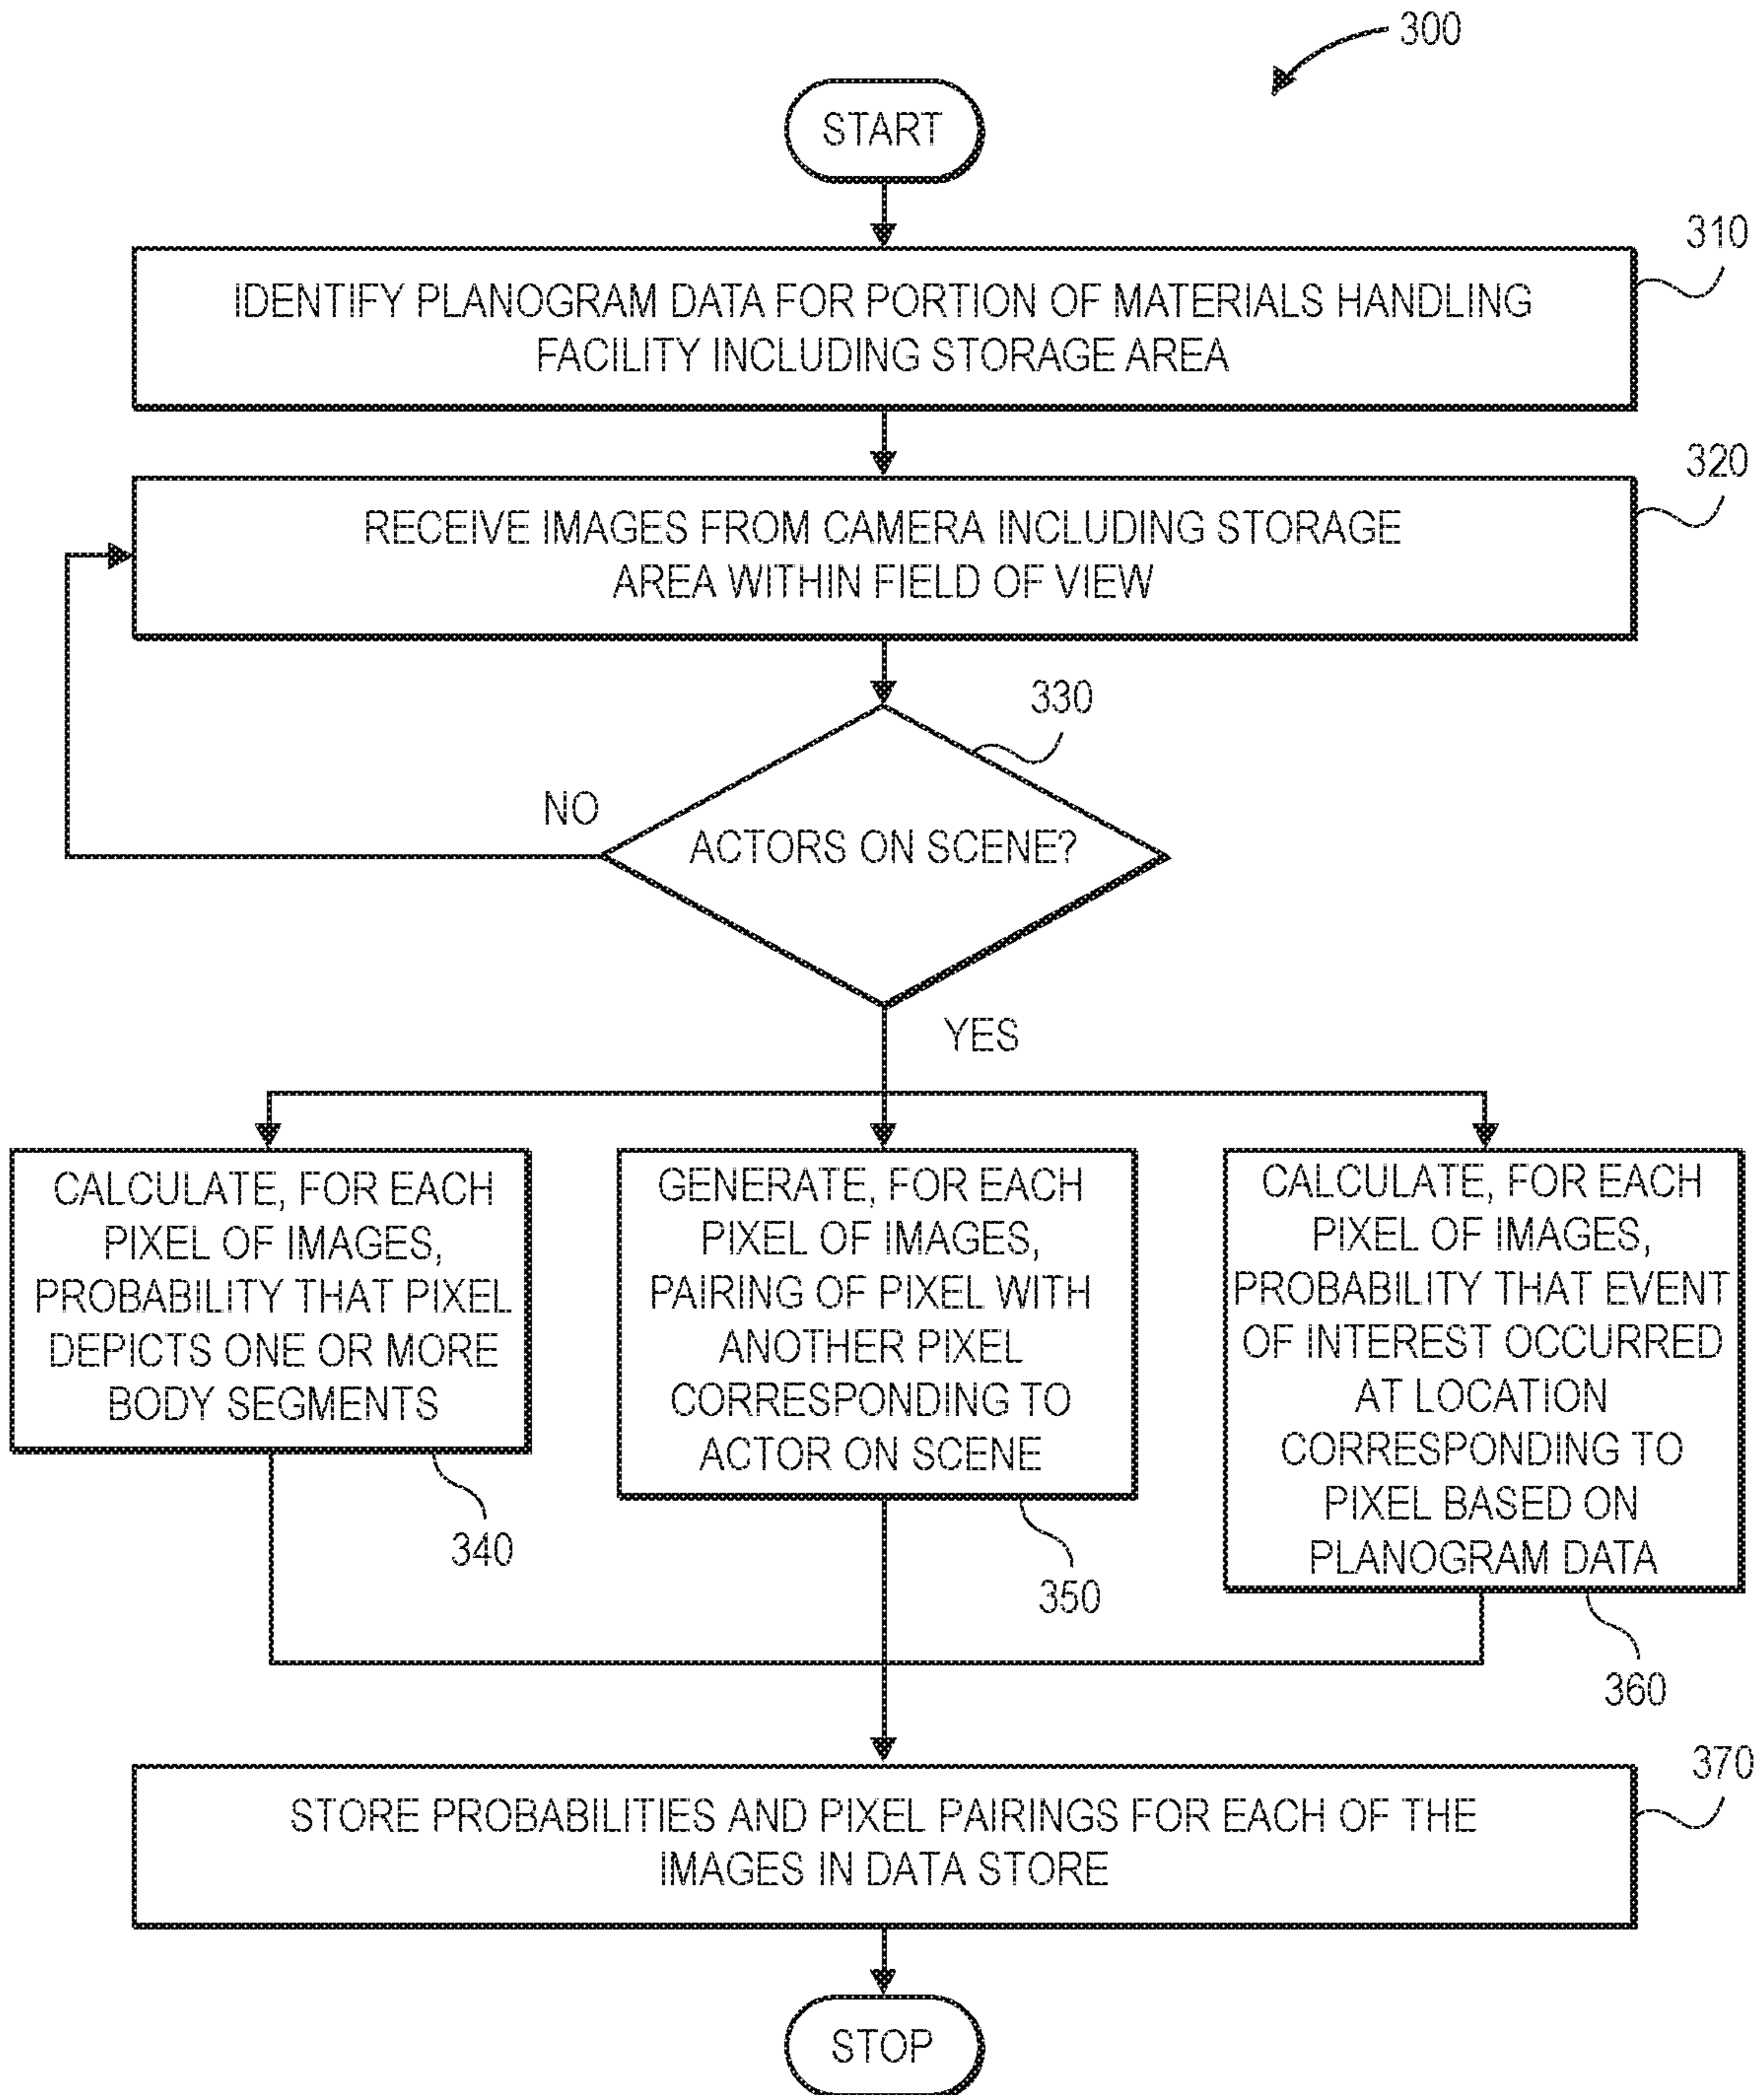 300
START
310
IDENTIFY PLANOGRAM DATA FOR PORTION OF MATERIALS HANDLING
FACILITY INCLUDING STORAGE AREA
320
RECEIVE IMAGES FROM CAMERA INCLUDING STORAGE
AREA WITHIN FIELD OF VIEW
330
NO
ACTORS ON SCENE?
YES
CALCULATE, FOR EACH
PIXEL OF IMAGES,
PROBABILITY THAT PIXEL
DEPICTS ONE OR MORE
BODY SEGMENTS
340
GENERATE, FOR EACH
PIXEL OF IMAGES,
PAIRING OF PIXEL WITH
ANOTHER PIXEL
CORRESPONDING TO
ACTOR ON SCENE
350
CALCULATE, FOR EACH
PIXEL OF IMAGES,
PROBABILITY THAT EVENT
OF INTEREST OCCURRED
AT LOCATION
CORRESPONDING TO
PIXEL BASED ON
PLANOGRAM DATA
360
370
STORE PROBABILITIES AND PIXEL PAIRINGS FOR EACH OF THE
IMAGES IN DATA STORE
STOP